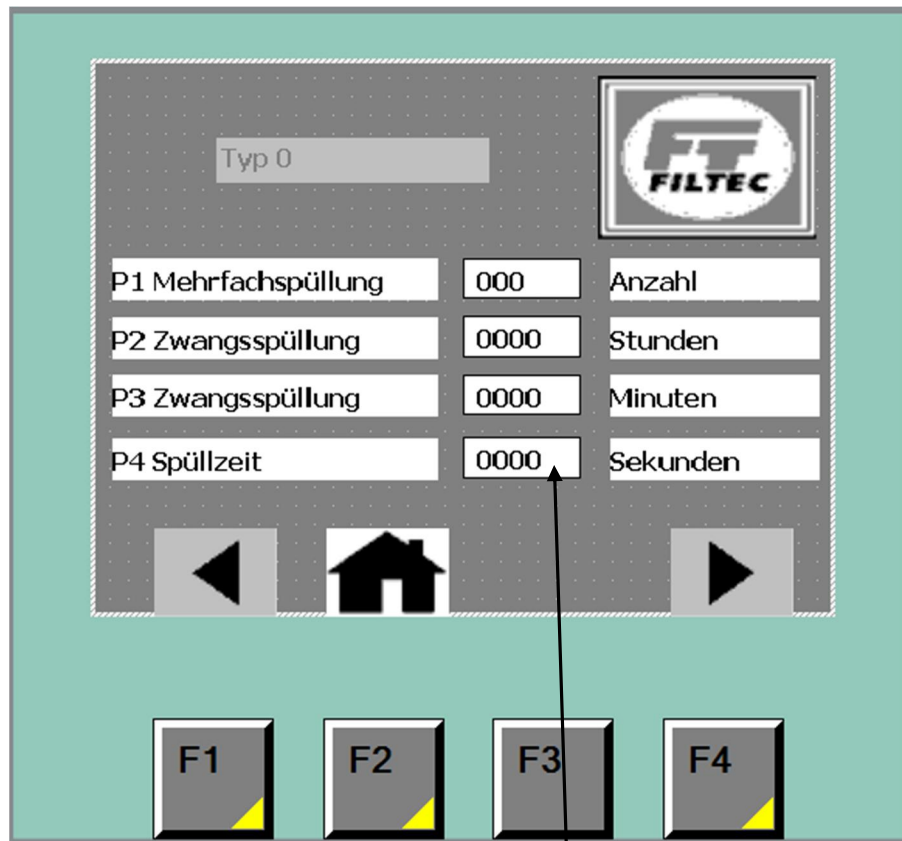 Typ 0
FT
FILTEC
P1 Mehrfachspüllung 000 Anzahl
P2 Zwangsspüllung 0000 Stunden
P3 Zwangsspüllung 0000 Minuten
P4 Spüllzeit 0000 Sekunden
F1 F2 F3 F4